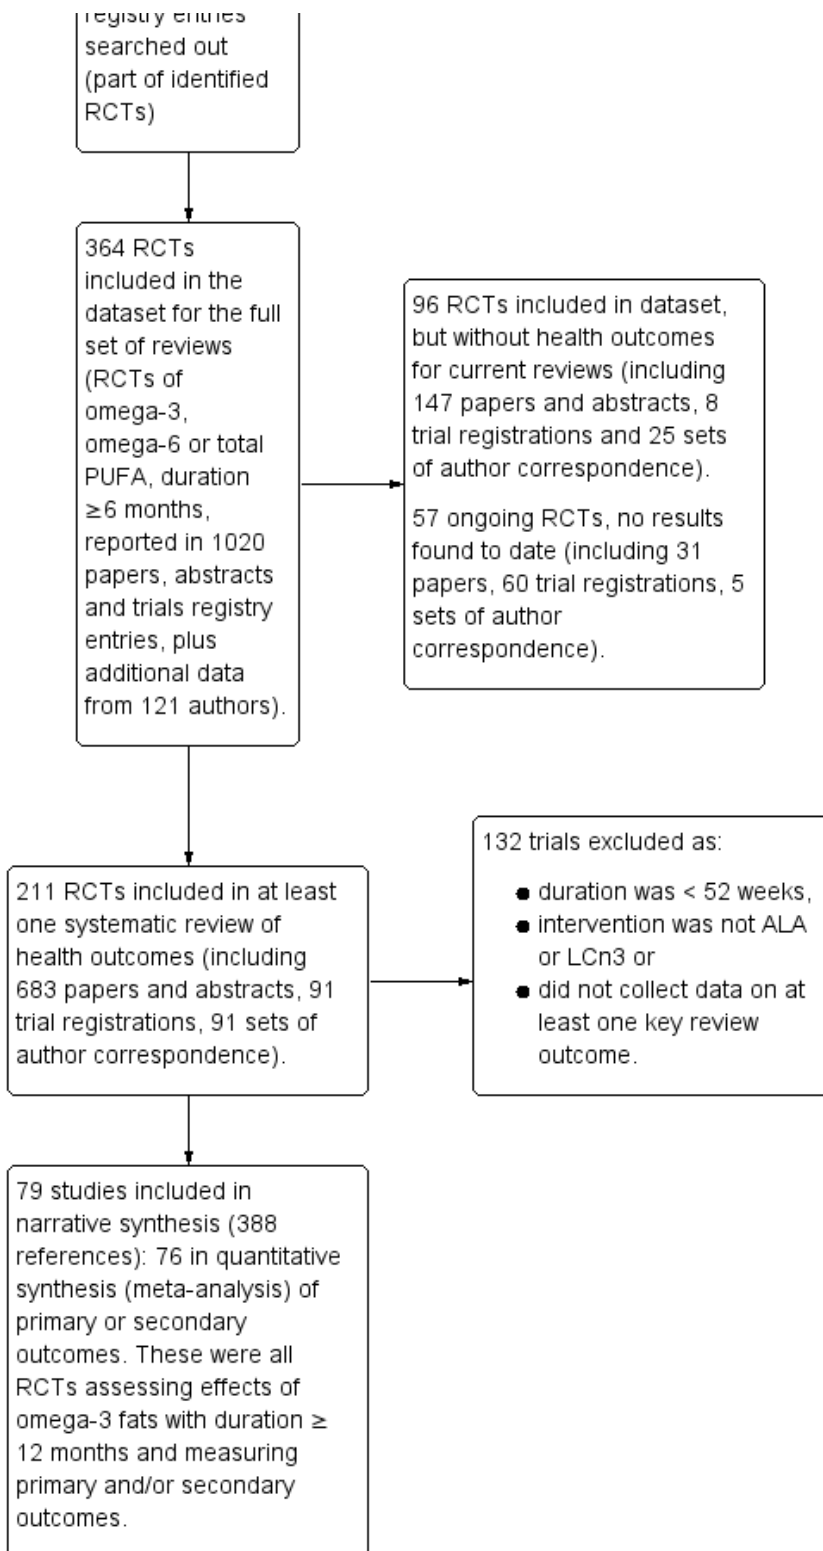 registry entries
searched out
(part of identified
RCTs)
364 RCTs
included in the
dataset for the full
set of reviews
(RCTs of
omega-3,
omega-6 or total
PUFA, duration
≥6 months,
reported in 1020
papers, abstracts
and trials registry
entries, plus
additional data
from 121 authors).
96 RCTs included in dataset,
but without health outcomes
for current reviews (including
147 papers and abstracts, 8
trial registrations and 25 sets
of author correspondence).
57 ongoing RCTs, no results
found to date (including 31
papers, 60 trial registrations, 5
sets of author
correspondence).
211 RCTs included in at least
one systematic review of
health outcomes (including
683 papers and abstracts, 91
trial registrations, 91 sets of
author correspondence).
132 trials excluded as:
● duration was < 52 weeks,
● intervention was not ALA
or LCn3 or
● did not collect data on at
least one key review
outcome.
79 studies included in
narrative synthesis (388
references): 76 in quantitative
synthesis (meta-analysis) of
primary or secondary
outcomes. These were all
RCTs assessing effects of
omega-3 fats with duration ≥
12 months and measuring
primary and/or secondary
outcomes.